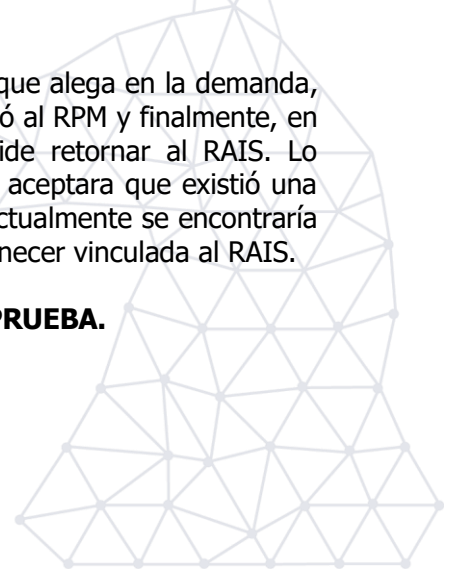 que alega en la demanda,
ó al RPM y finalmente, en
ide retornar al RAIS. Lo
aceptara que existió una
ctualmente se encontraría
necer vinculada al RAIS.
PRUEBA.